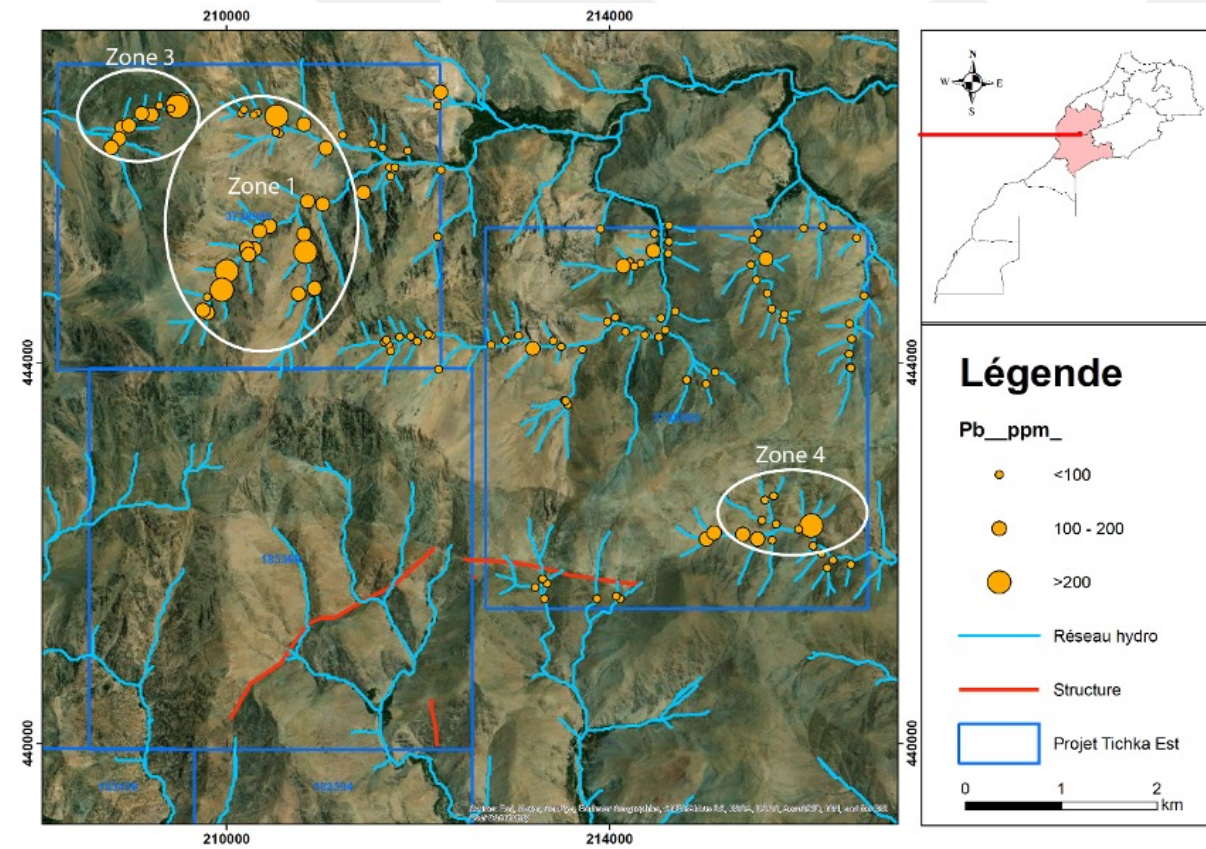 210000
214000
Zone 3
Zone 1
444000
444000
Zone 4
440000
440000
210000
214000
N
W
E
S
Légende
Pb__ppm_
<100
100 - 200
>200
Réseau hydro
Structure
Projet Tichka Est
0
1
2
km